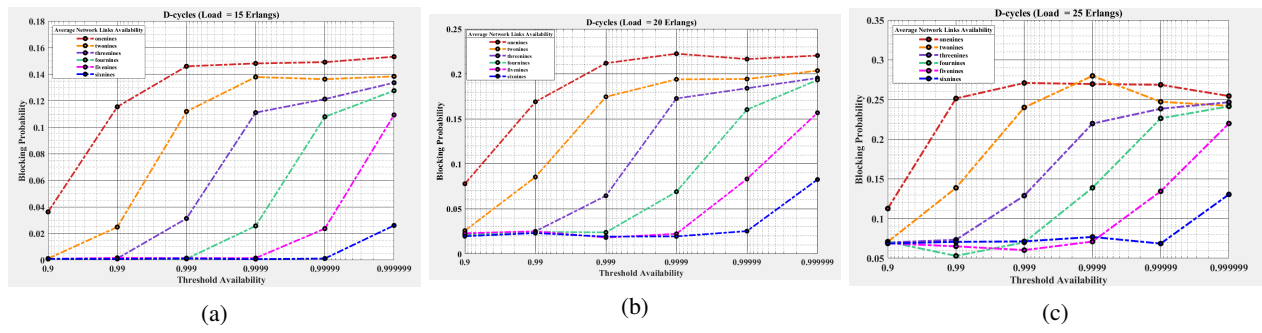 D-cycles (Load = 15 Erlangs)
Blocking Probability
0.18
0.16
0.14
0.12
0.1
0.08
0.06
0.04
0.02
0
Average Network Links Availability
onenines
twonines
threenines
fournines
fivenines
sixnines
0.9
0.99
0.999
0.9999
0.99999
0.999999
Threshold Availability
(a)
D-cycles (Load = 20 Erlangs)
Blocking Probability
0.25
0.2
0.15
0.1
0.05
0
Average Network Links Availability
onenines
twonines
threenines
fournines
fivenines
sixnines
0.9
0.99
0.999
0.9999
0.99999
0.999999
Threshold Availability
(b)
D-cycles (Load = 25 Erlangs)
Blocking Probability
0.35
0.3
0.25
0.2
0.15
0.1
0.05
Average Network Links Availability
onenines
twonines
threenines
fournines
fivenines
sixnines
0.9
0.99
0.999
0.9999
0.99999
0.999999
Threshold Availability
(c)